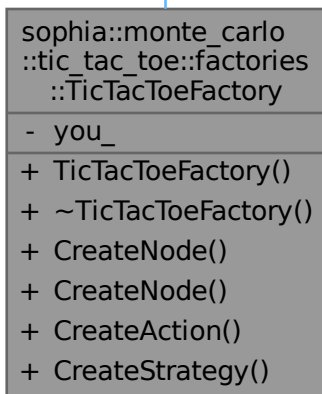 sophia::monte_carlo
::tic_tac_toe::factories
::TicTacToeFactory
- you_
+ TicTacToeFactory()
+ ~TicTacToeFactory()
+ CreateNode()
+ CreateNode()
+ CreateAction()
+ CreateStrategy()